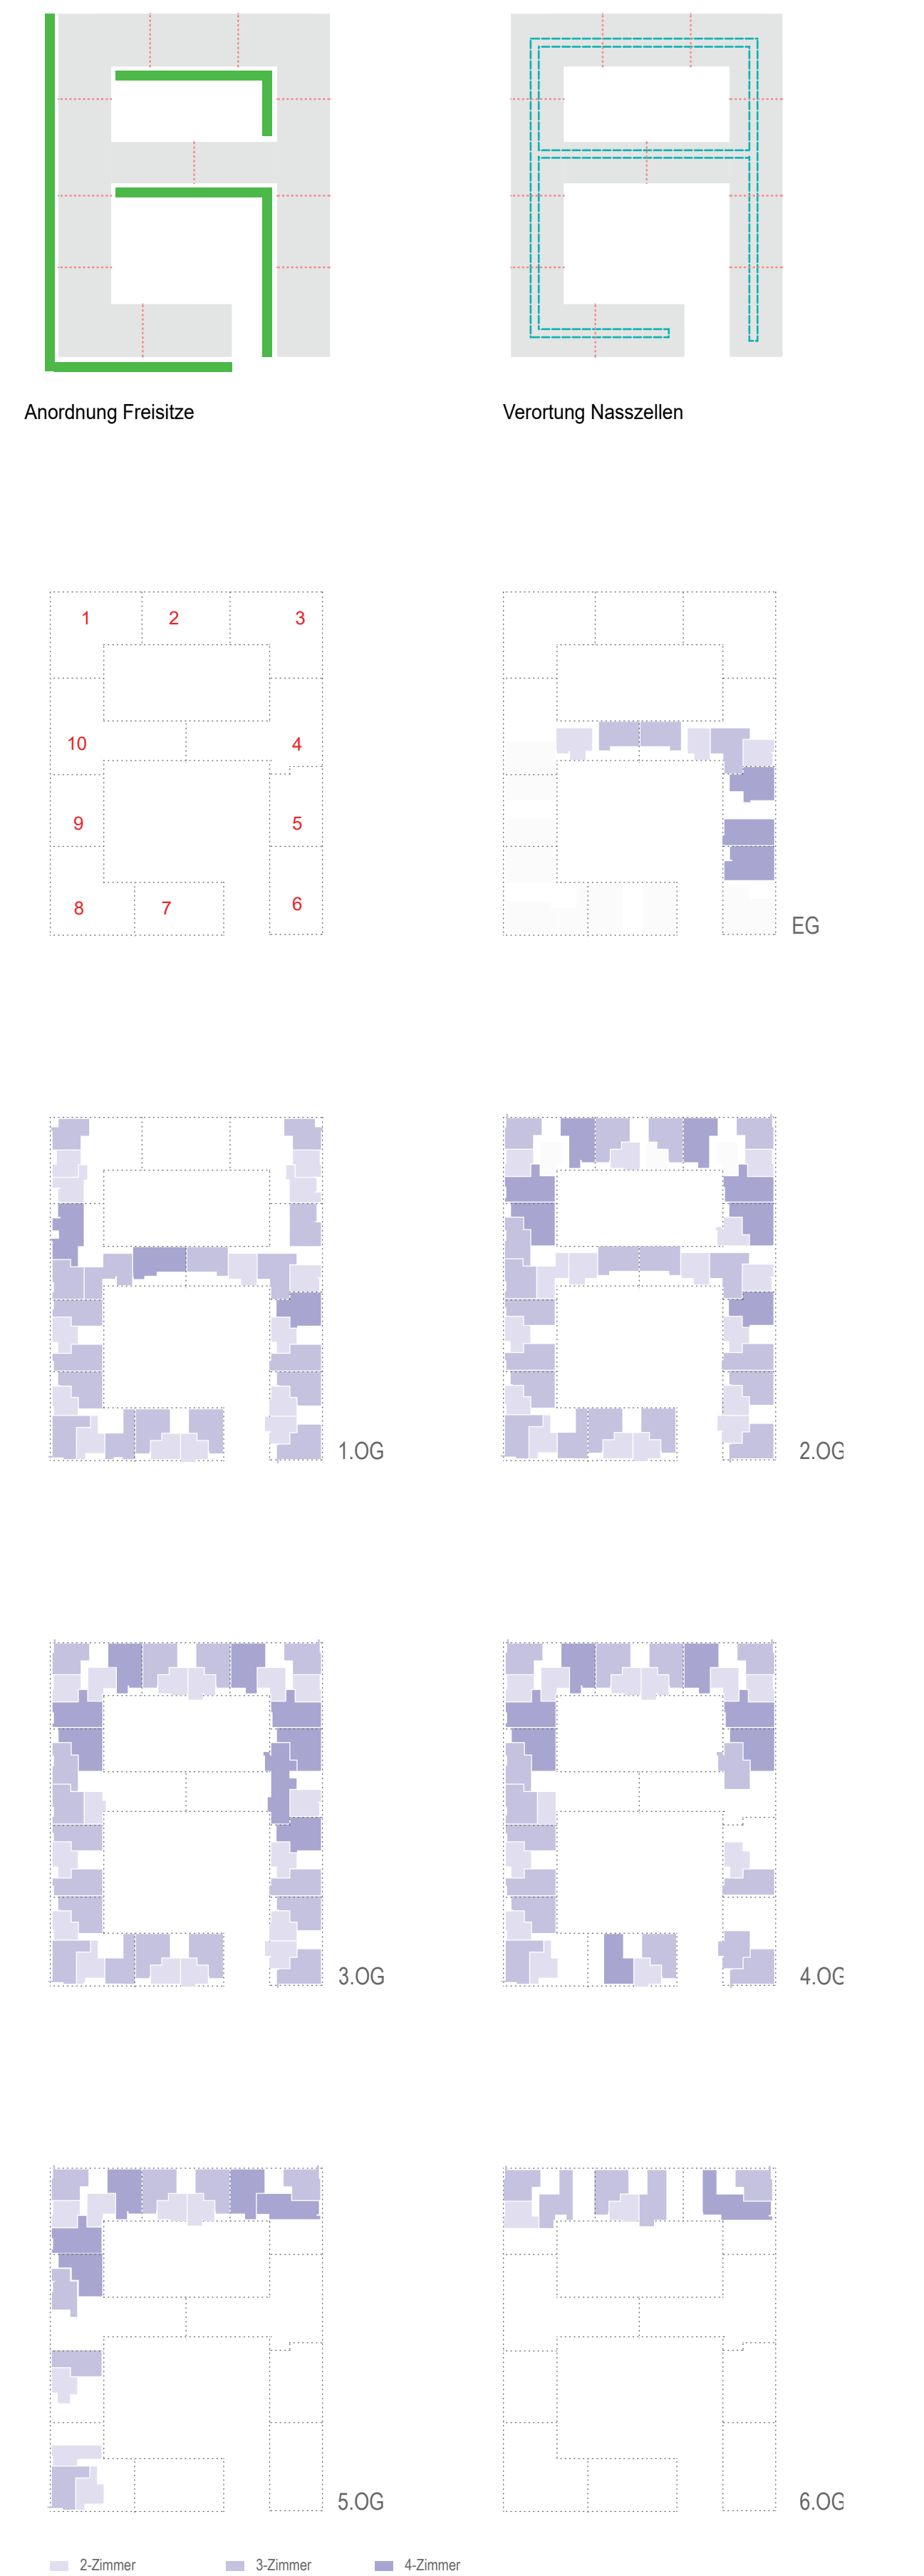 Anordnung Freisitze
Verortung Nasszellen
1 2 3
10 4
9 5
8 7 6
EG
1.OG
2.OG
3.OG
4.OG
5.OG
6.OG
2-Zimmer 3-Zimmer 4-Zimmer